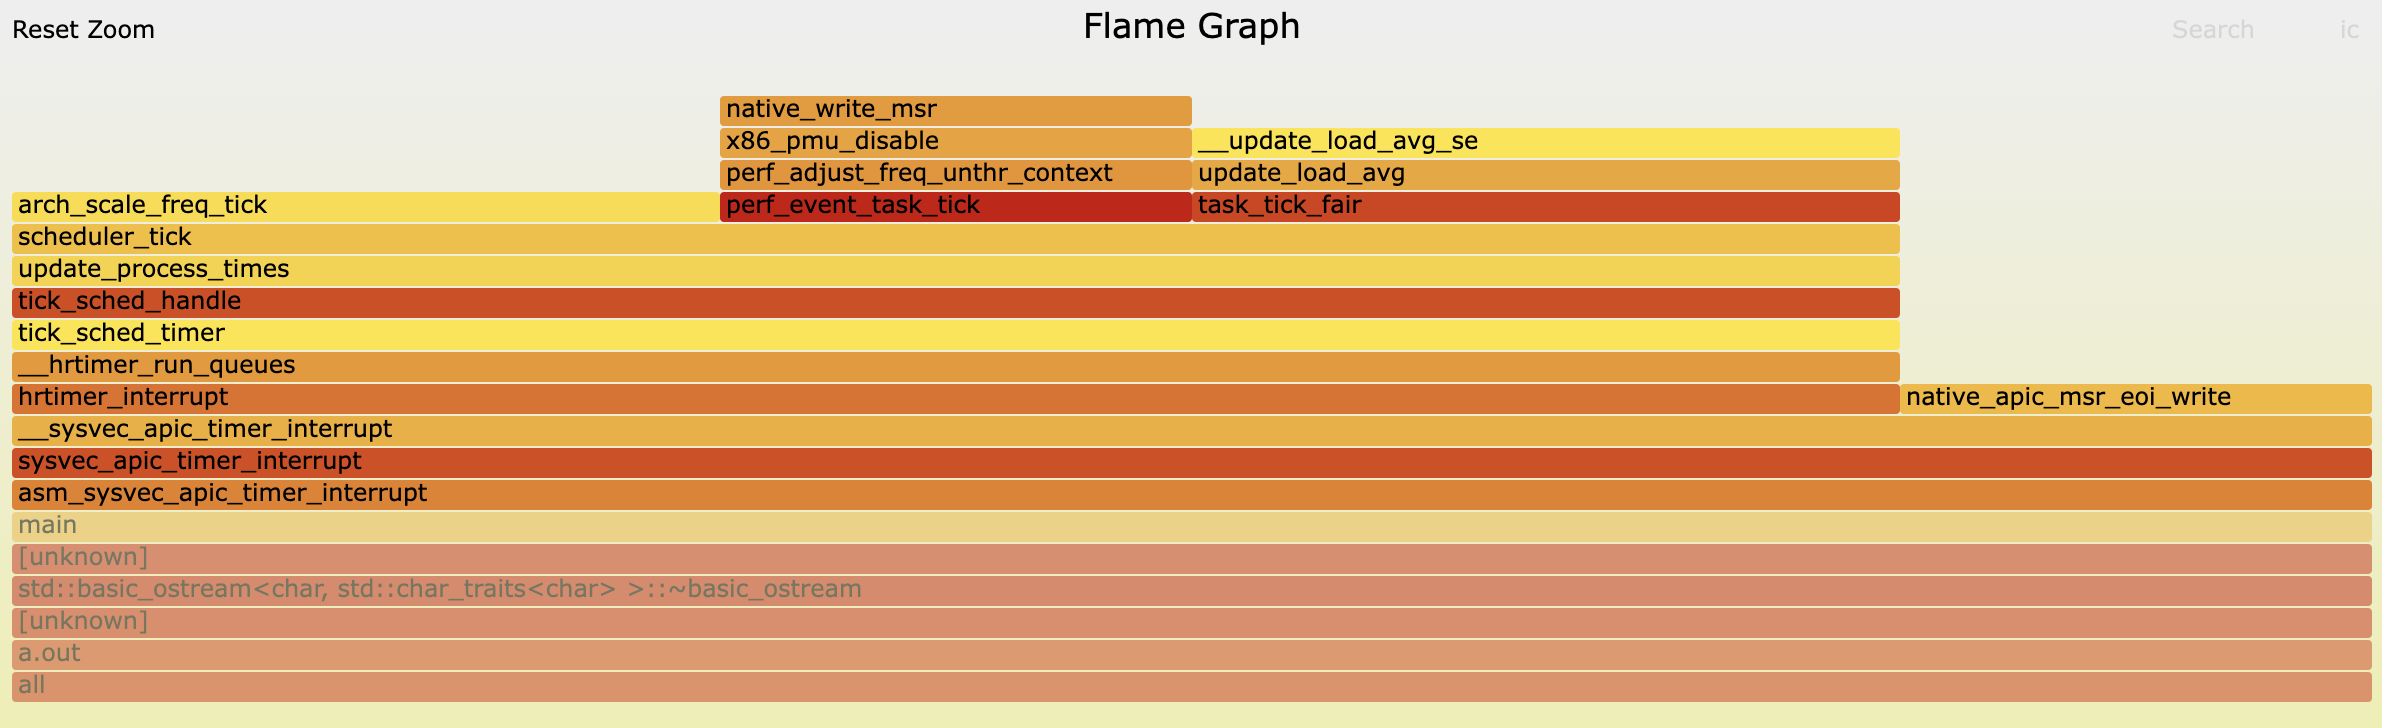 Reset Zoom
Flame Graph
Search
ic
native_write_msr
x86_pmu_disable
__update_load_avg_se
perf_adjust_freq_unthr_context
update_load_avg
arch_scale_freq_tick
perf_event_task_tick
task_tick_fair
scheduler_tick
update_process_times
tick_sched_handle
tick_sched_timer
__hrtimer_run_queues
hrtimer_interrupt
native_apic_msr_eoi_write
__sysvec_apic_timer_interrupt
sysvec_apic_timer_interrupt
asm_sysvec_apic_timer_interrupt
main
[unknown]
std::basic_ostream<char, std::char_traits<char> >::~basic_ostream
[unknown]
a.out
all